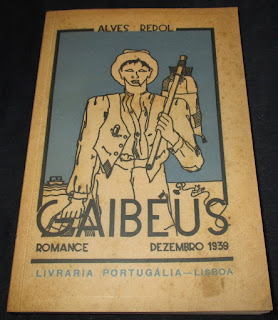 ALVES REDOL
GAIBÉUS
ROMANCE DEZEMBRO 1939
LIVRARIA PORTUGÁLIA—LISBOA